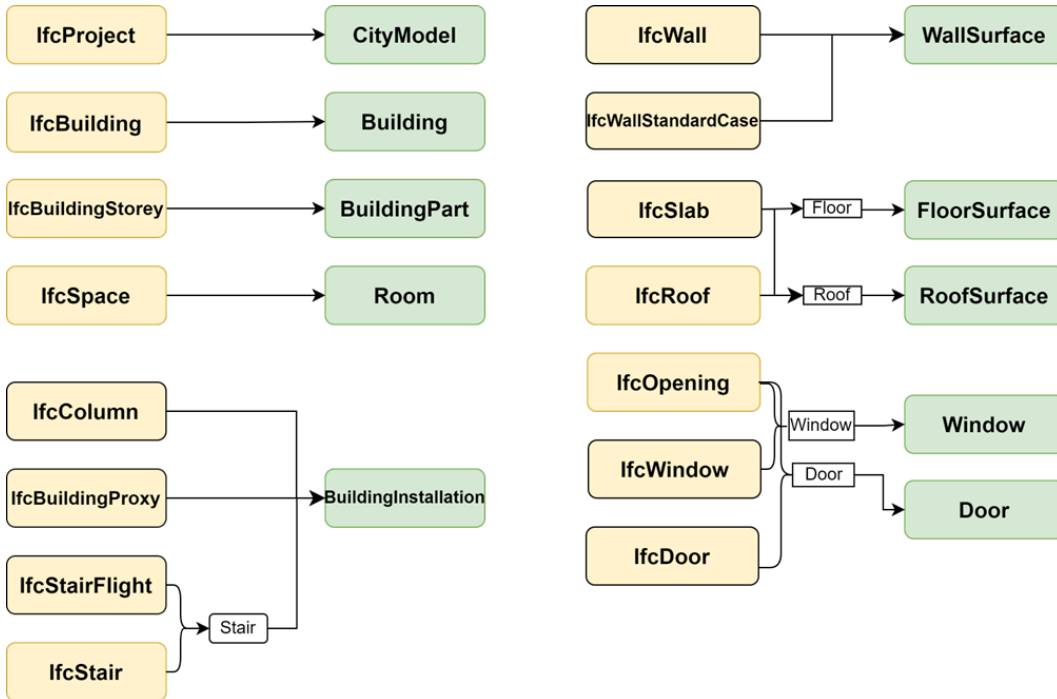 IfcProject
CityModel
IfcBuilding
Building
IfcBuildingStorey
BuildingPart
IfcSpace
Room
IfcColumn
IfcBuildingProxy
BuildingInstallation
IfcStairFlight
Stair
IfcStair
IfcWall
WallSurface
IfcWallStandardCase
IfcSlab
Floor
FloorSurface
IfcRoof
Roof
RoofSurface
IfcOpening
Window
Window
IfcWindow
Door
Door
IfcDoor